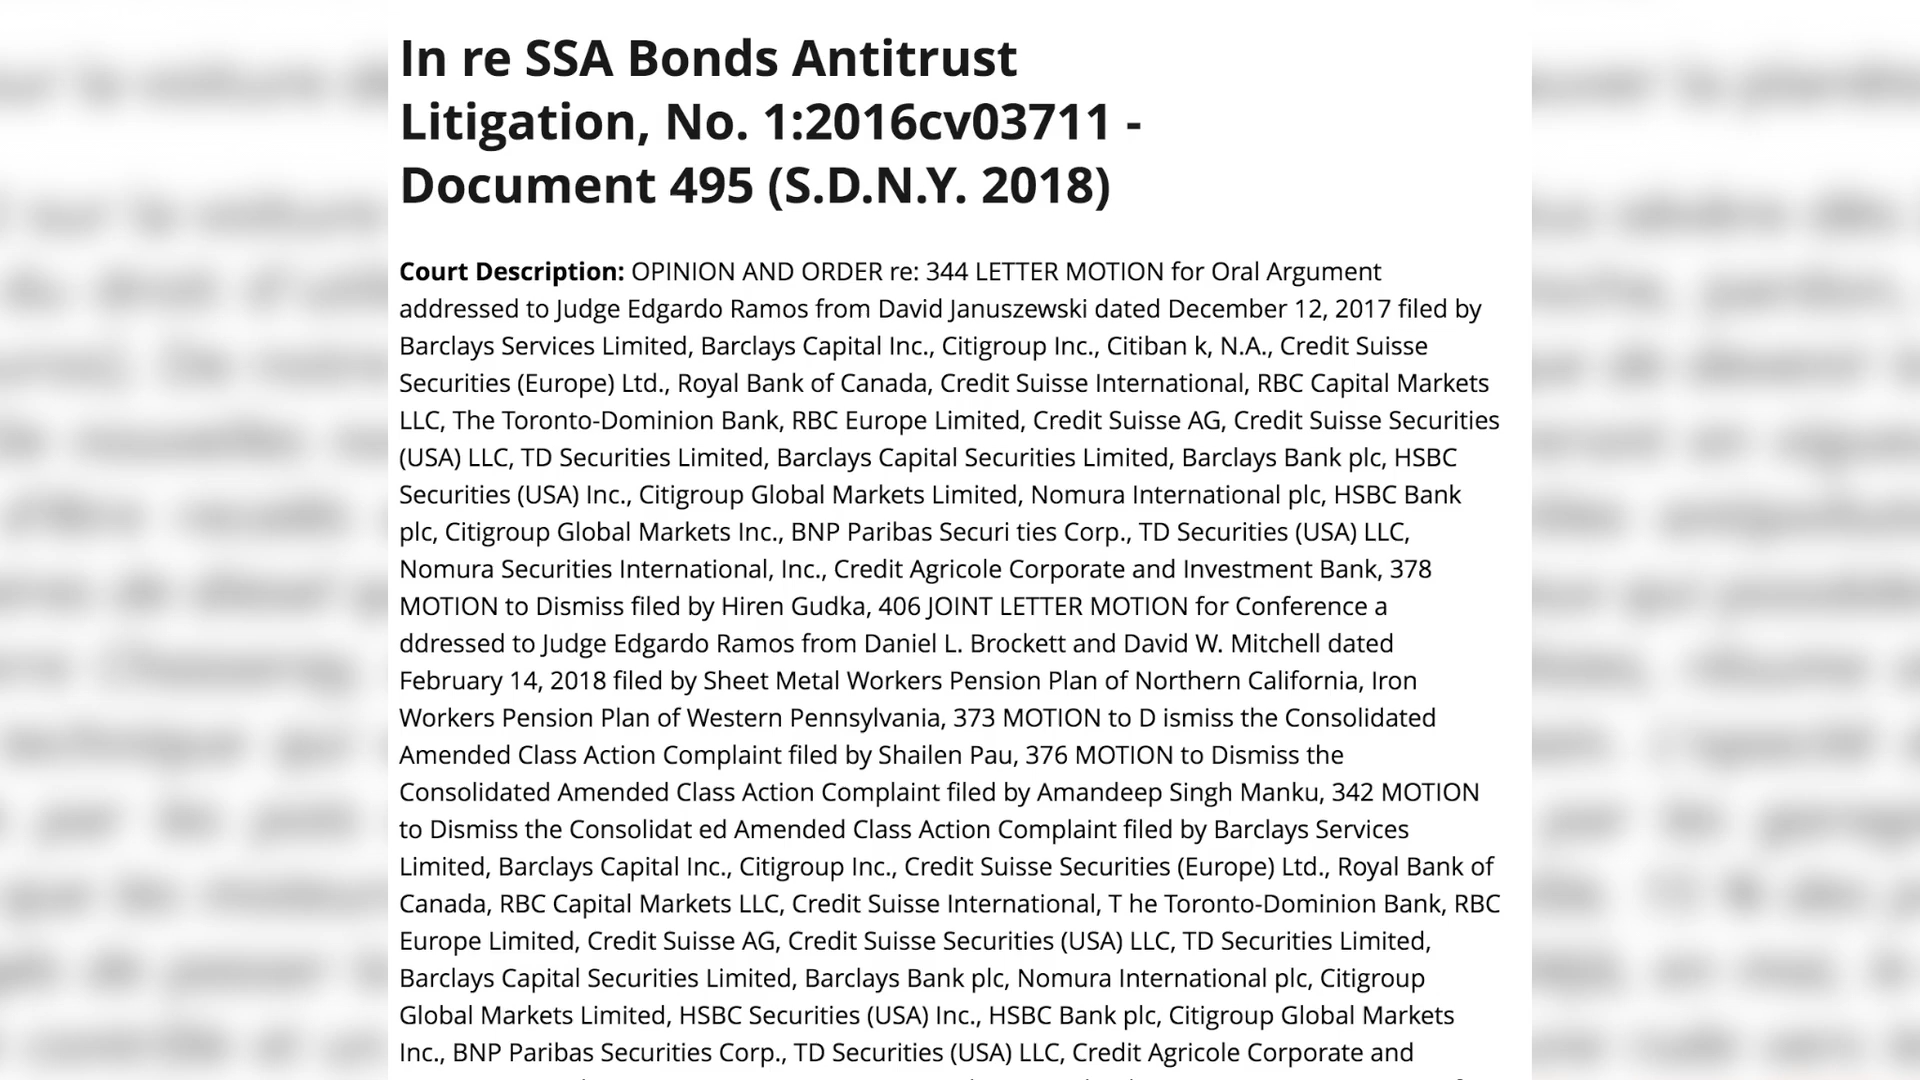 In re SSA Bonds Antitrust
Litigation, No. 1:2016cv03711 -
Document 495 (S.D.N.Y. 2018)
Court Description: OPINION AND ORDER re: 344 LETTER MOTION for Oral Argument
addressed to Judge Edgardo Ramos from David Januszewski dated December 12, 2017 filed by
Barclays Services Limited, Barclays Capital Inc., Citigroup Inc., Citiban k, N.A., Credit Suisse
Securities (Europe) Ltd., Royal Bank of Canada, Credit Suisse International, RBC Capital Markets
LLC, The Toronto-Dominion Bank, RBC Europe Limited, Credit Suisse AG, Credit Suisse Securities
(USA) LLC, TD Securities Limited, Barclays Capital Securities Limited, Barclays Bank plc, HSBC
Securities (USA) Inc., Citigroup Global Markets Limited, Nomura International plc, HSBC Bank
plc, Citigroup Global Markets Inc., BNP Paribas Securi ties Corp., TD Securities (USA) LLC,
Nomura Securities International, Inc., Credit Agricole Corporate and Investment Bank, 378
MOTION to Dismiss filed by Hiren Gudka, 406 JOINT LETTER MOTION for Conference a
ddressed to Judge Edgardo Ramos from Daniel L. Brockett and David W. Mitchell dated
February 14, 2018 filed by Sheet Metal Workers Pension Plan of Northern California, Iron
Workers Pension Plan of Western Pennsylvania, 373 MOTION to D ismiss the Consolidated
Amended Class Action Complaint filed by Shailen Pau, 376 MOTION to Dismiss the
Consolidated Amended Class Action Complaint filed by Amandeep Singh Manku, 342 MOTION
to Dismiss the Consolidat ed Amended Class Action Complaint filed by Barclays Services
Limited, Barclays Capital Inc., Citigroup Inc., Credit Suisse Securities (Europe) Ltd., Royal Bank of
Canada, RBC Capital Markets LLC, Credit Suisse International, T he Toronto-Dominion Bank, RBC
Europe Limited, Credit Suisse AG, Credit Suisse Securities (USA) LLC, TD Securities Limited,
Barclays Capital Securities Limited, Barclays Bank plc, Nomura International plc, Citigroup
Global Markets Limited, HSBC Securities (USA) Inc., HSBC Bank plc, Citigroup Global Markets
Inc., BNP Paribas Securities Corp., TD Securities (USA) LLC, Credit Agricole Corporate and